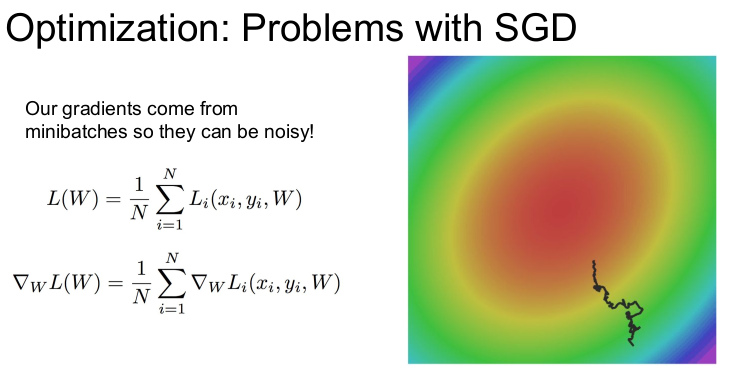 Optimization: Problems with SGD
Our gradients come from
minibatches so they can be noisy!
L(W) = \frac{1}{N} \sum_{i=1}^{N} L_i(x_i, y_i, W)
\nabla_W L(W) = \frac{1}{N} \sum_{i=1}^{N} \nabla_W L_i(x_i, y_i, W)